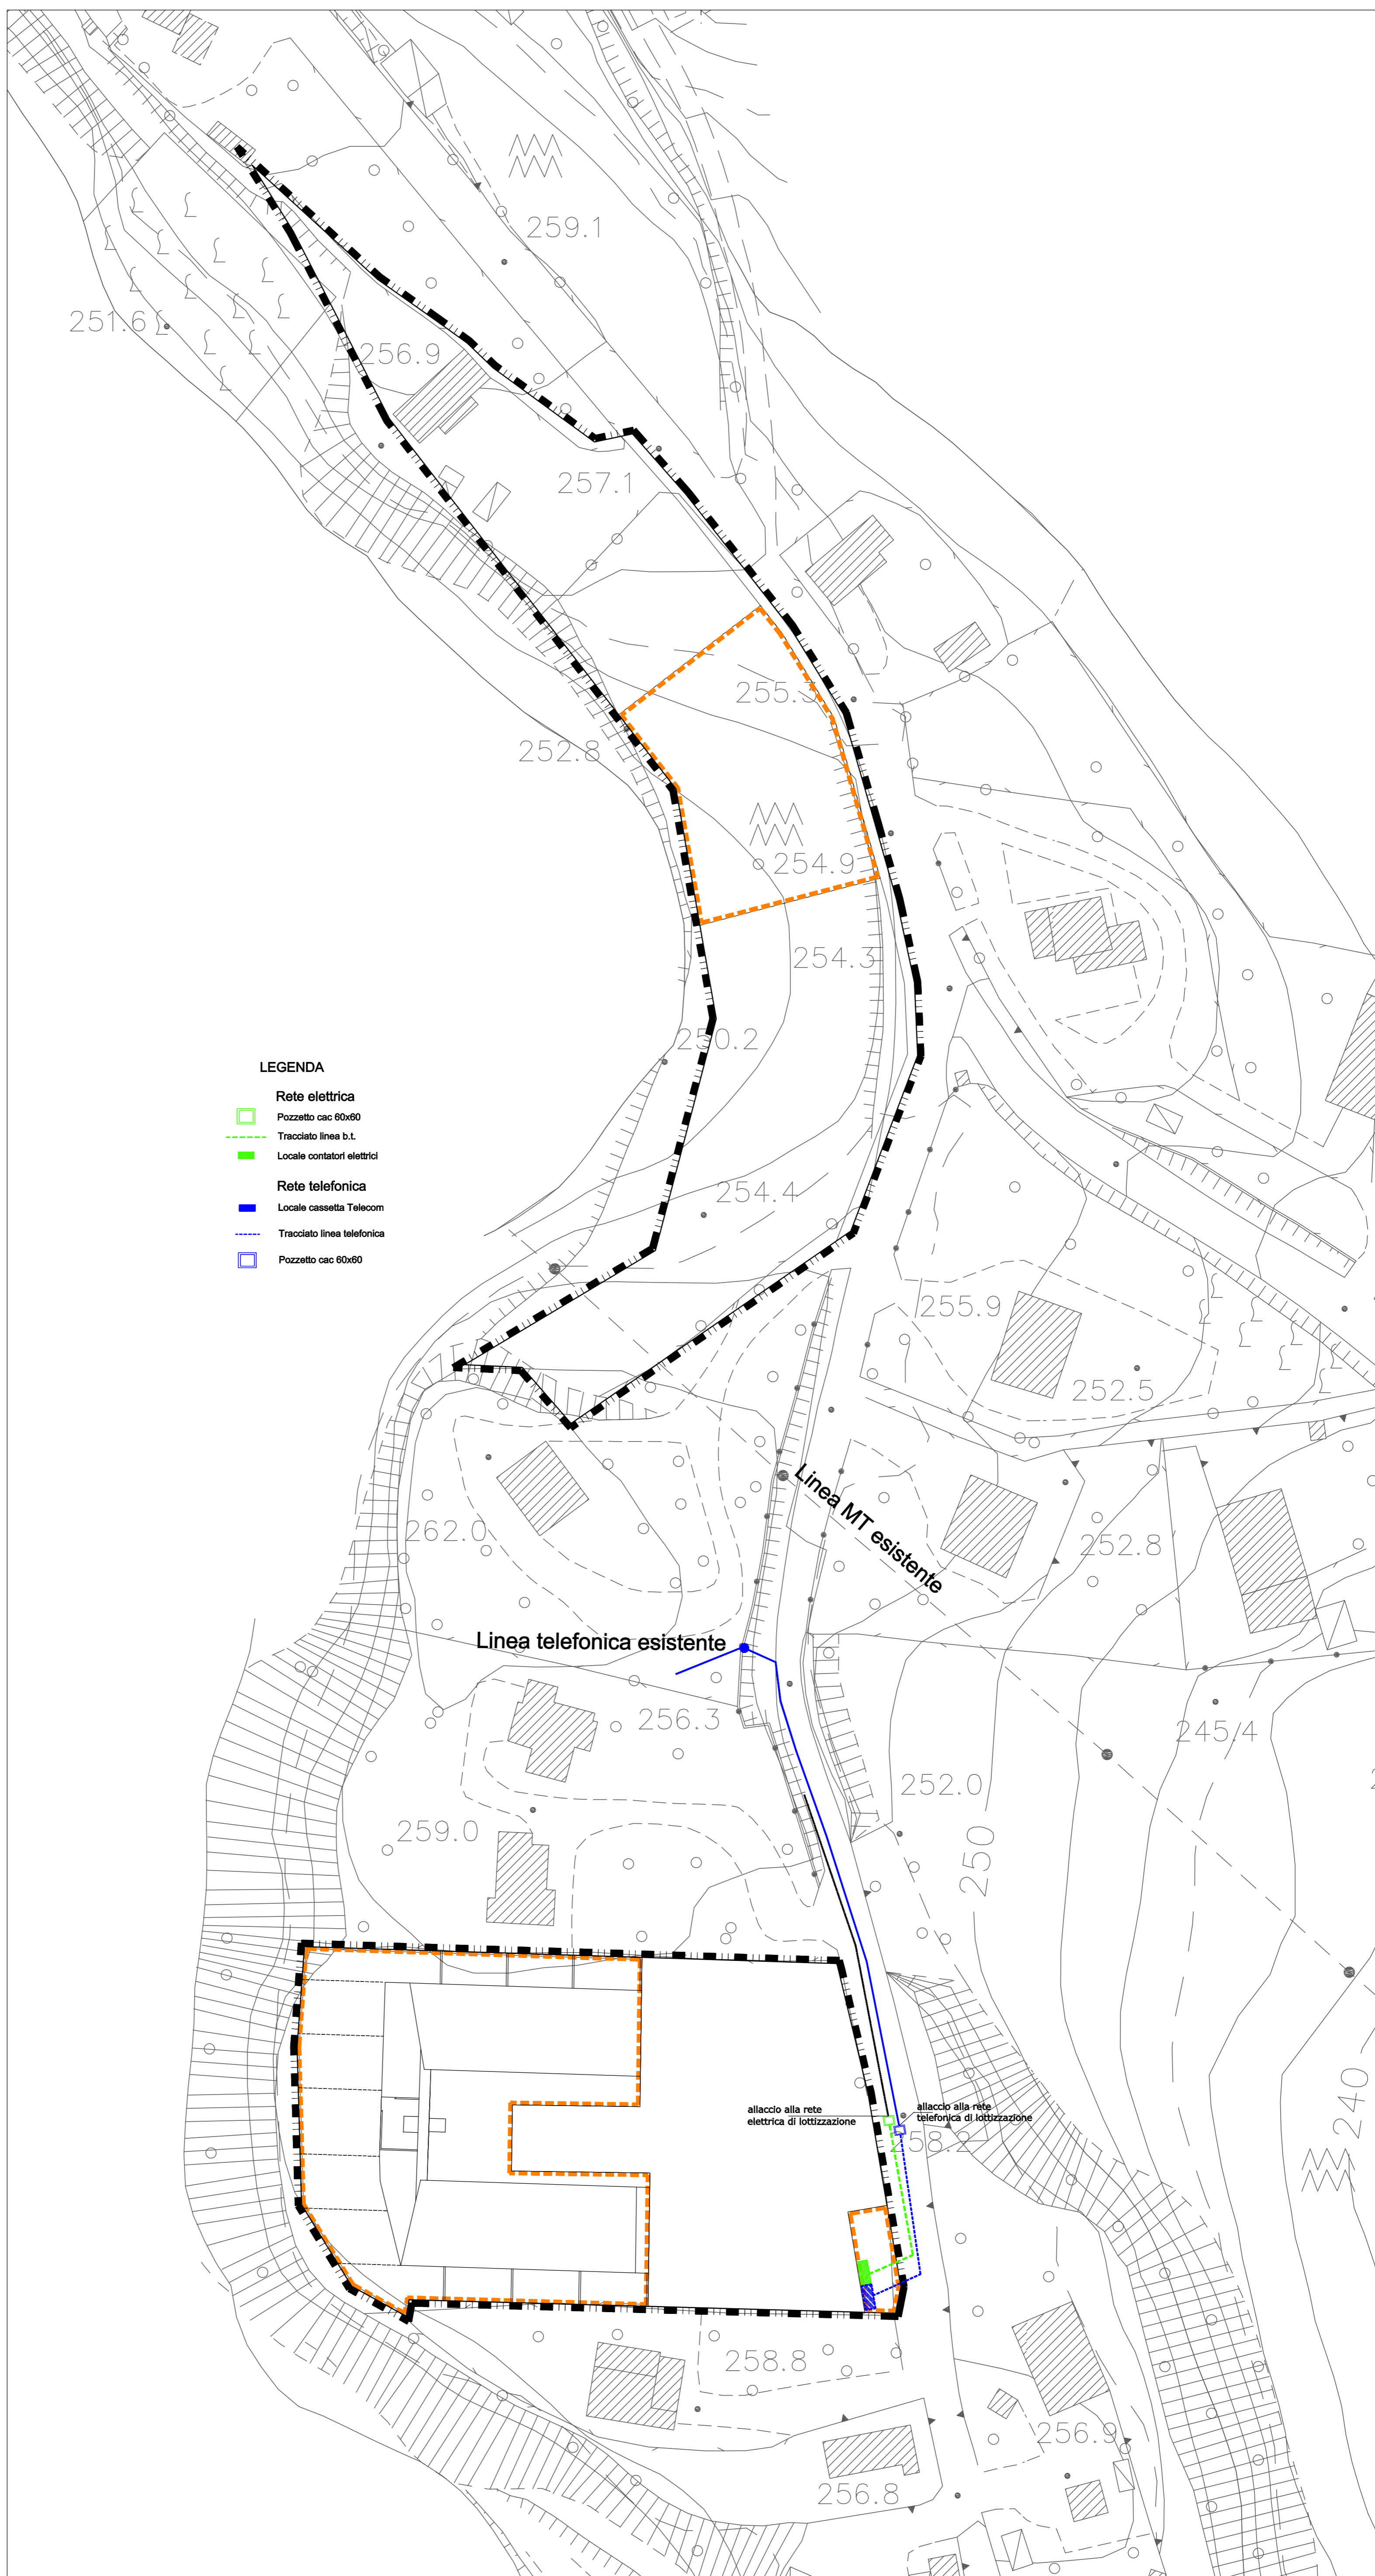 259.1
251.6
256.9
257.1
255.3
252.8
254.9
254.3
250.2
LEGENDA
Rete elettrica
Pozzetto cac 60x60
Tracciato linea b.t.
Locale contatori elettrici
Rete telefonica
Locale cassetta Telecom
Tracciato linea telefonica
Pozzetto cac 60x60
254.4
255.9
252.5
Linea MT esistente
262.0
252.8
Linea telefonica esistente
256.3
245.4
252.0
259.0
250
allaccio alla rete
elettrica di lottizzazione
allaccio alla rete
telefonica di lottizzazione
258.2
240
258.8
256.9
256.8